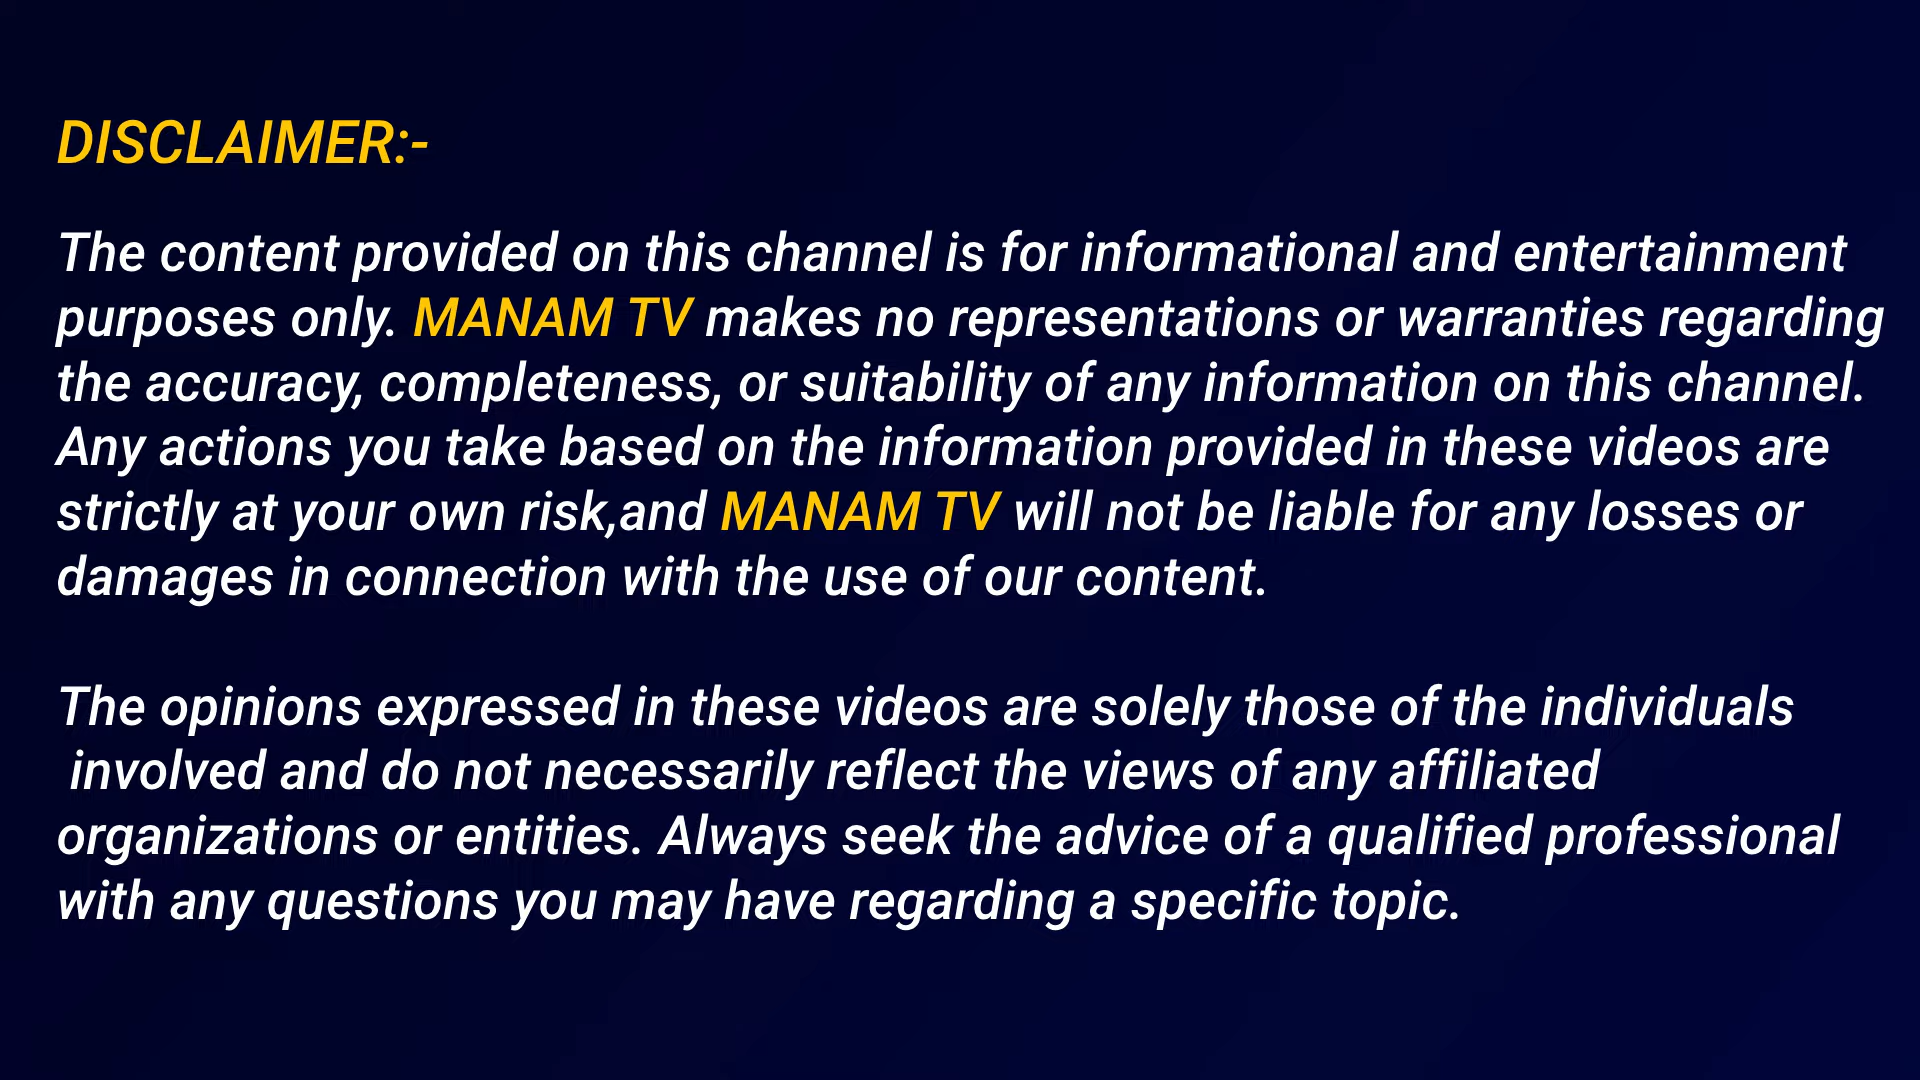 DISCLAIMER:-
The content provided on this channel is for informational and entertainment
purposes only. MANAM TV makes no representations or warranties regarding
the accuracy, completeness, or suitability of any information on this channel.
Any actions you take based on the information provided in these videos are
strictly at your own risk,and MANAM TV will not be liable for any losses or
damages in connection with the use of our content.
The opinions expressed in these videos are solely those of the individuals
involved and do not necessarily reflect the views of any affiliated
organizations or entities. Always seek the advice of a qualified professional
with any questions you may have regarding a specific topic.